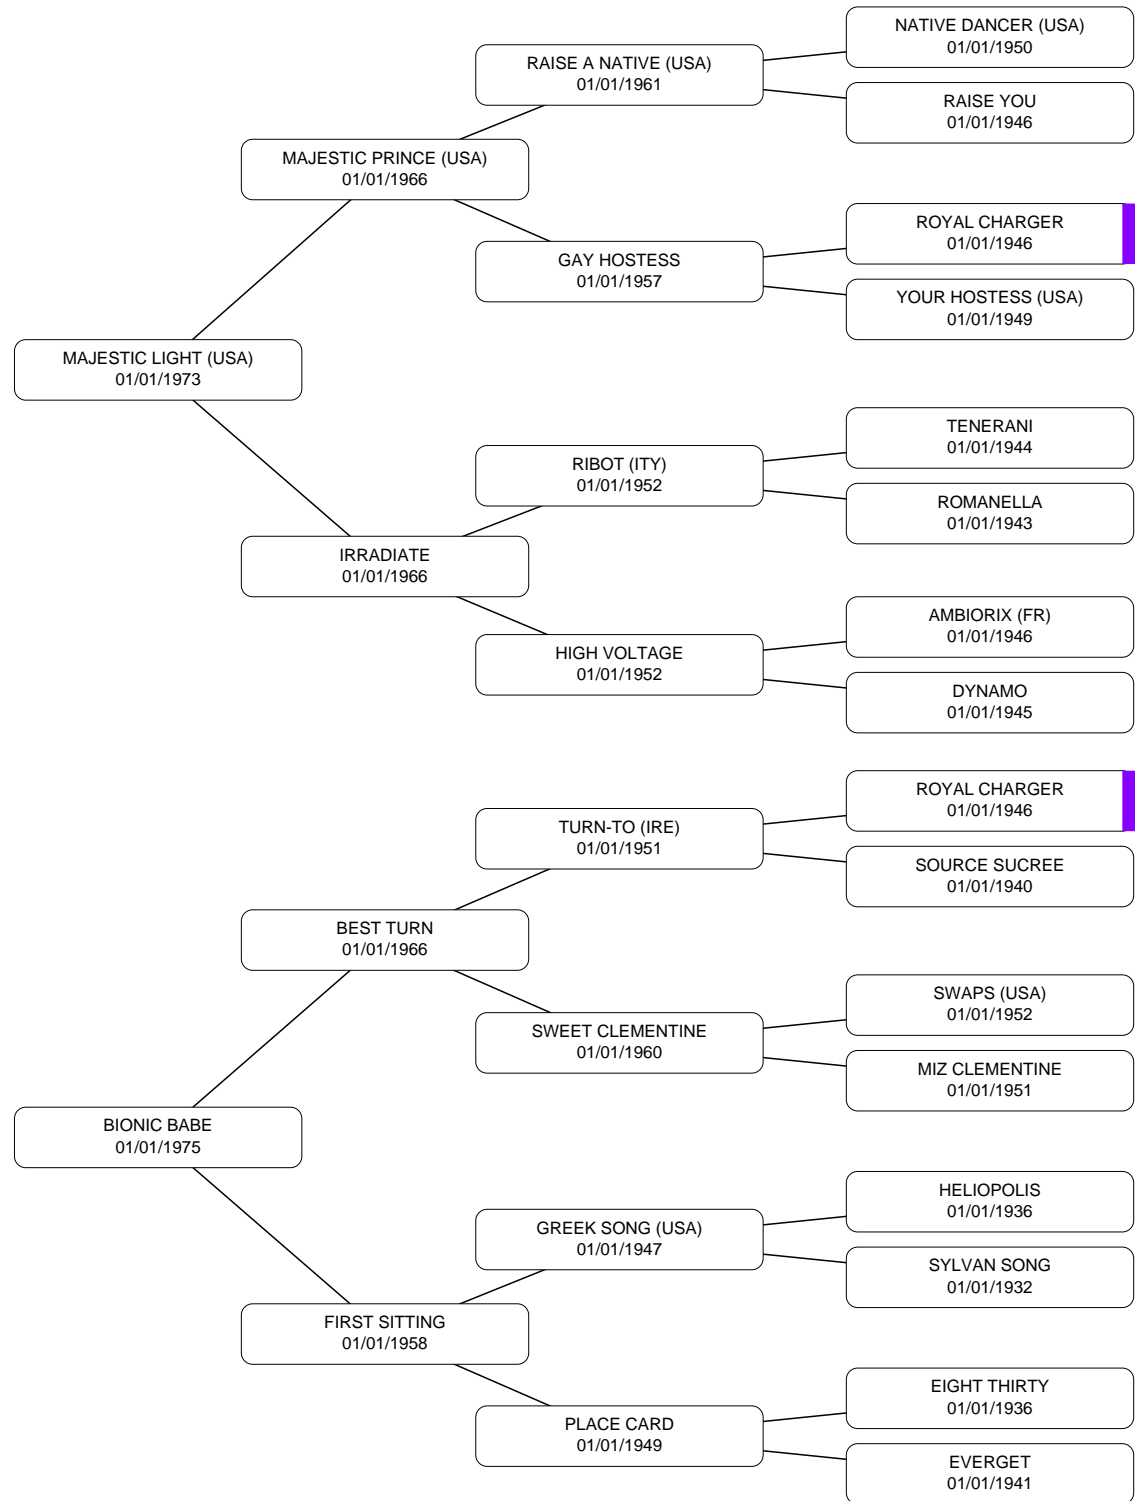 NATIVE DANCER (USA)
01/01/1950
RAISE A NATIVE (USA)
01/01/1961
RAISE YOU
01/01/1946
MAJESTIC PRINCE (USA)
01/01/1966
ROYAL CHARGER
01/01/1946
GAY HOSTESS
01/01/1957
YOUR HOSTESS (USA)
01/01/1949
MAJESTIC LIGHT (USA)
01/01/1973
TENERANI
01/01/1944
RIBOT (ITY)
01/01/1952
ROMANELLA
01/01/1943
IRRADIATE
01/01/1966
AMBIORIX (FR)
01/01/1946
HIGH VOLTAGE
01/01/1952
DYNAMO
01/01/1945
ROYAL CHARGER
01/01/1946
TURN-TO (IRE)
01/01/1951
SOURCE SUCREE
01/01/1940
BEST TURN
01/01/1966
SWAPS (USA)
01/01/1952
SWEET CLEMENTINE
01/01/1960
MIZ CLEMENTINE
01/01/1951
BIONIC BABE
01/01/1975
HELIOPOLIS
01/01/1936
GREEK SONG (USA)
01/01/1947
SYLVAN SONG
01/01/1932
FIRST SITTING
01/01/1958
EIGHT THIRTY
01/01/1936
PLACE CARD
01/01/1949
EVERGET
01/01/1941